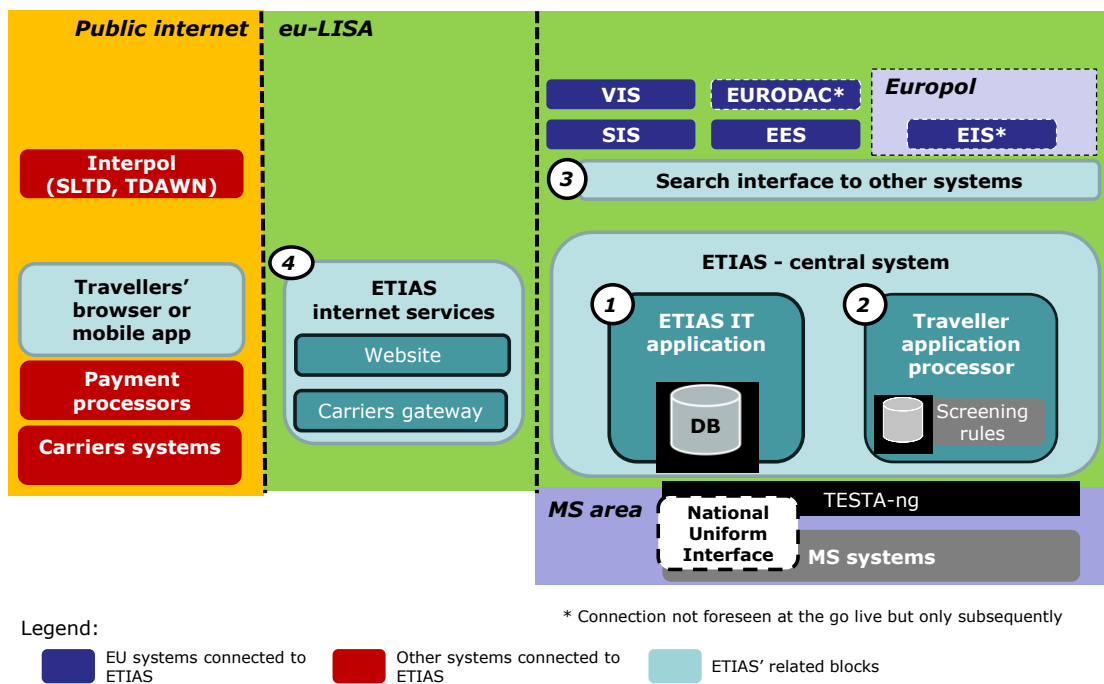 Public internet
eu-LISA
VIS
EURODAC*
Europol
SIS
EES
EIS*
Interpol
(SLTD, TDAWN)
3
Search interface to other systems
4
ETIAS
internet services
Website
Carriers gateway
Travellers’
browser or
mobile app
Payment
processors
Carriers systems
ETIAS - central system
1
ETIAS IT
application
DB
2
Traveller
application
processor
Screening
rules
MS area
TESTA-ng
National
Uniform
Interface
MS systems
* Connection not foreseen at the go live but only subsequently
Legend:
EU systems connected to
ETIAS
Other systems connected to
ETIAS
ETIAS’ related blocks